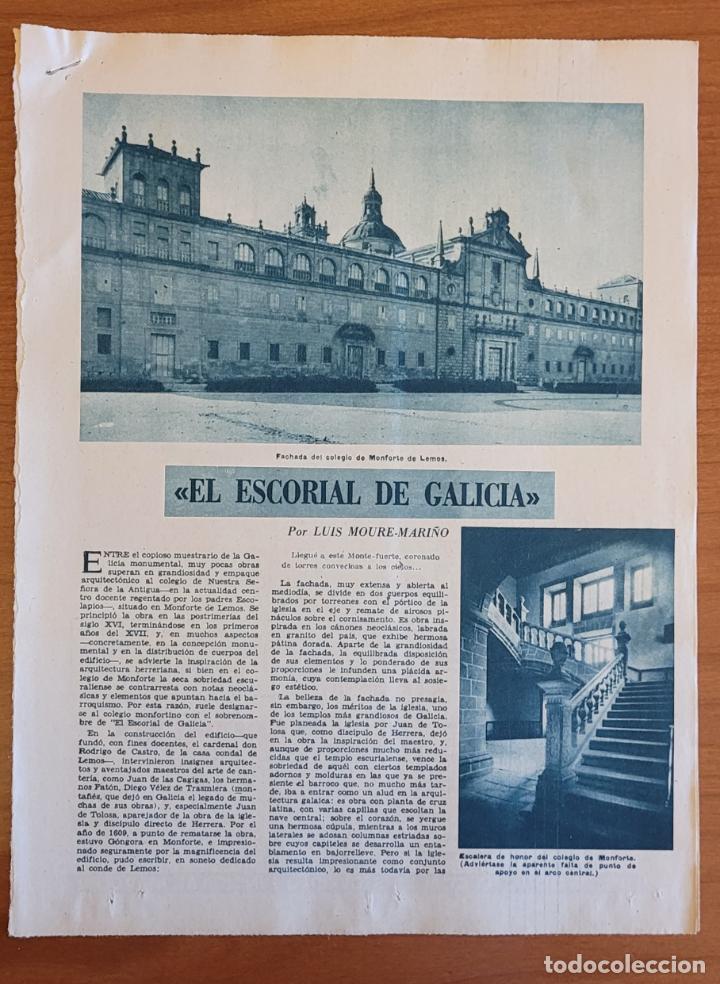 Fachada del colegio de Monforte de Lemos.
«EL ESCORIAL DE GALICIA»
Por LUIS MOURE-MARIÑO
ENTRE el copioso muestrario de la Ga-
licia monumental, muy pocas obras
superan en grandiosidad y empaque
arquitectónico al colegio de Nuestra Se-
ñora de la Antigua—en la actualidad cen-
tro docente regentado por los padres Esco-
lapios—, situado en Monforte de Lemos. Se
principió la obra en las postrimerías del
siglo XVI, terminándose en los primeros
años del XVII, y, en muchos aspectos
—concretamente, en la concepción monu-
mental y en la distribución de cuerpos del
edificio—, se advierte la inspiración de la
arquitectura herreriana, si bien en el co-
legio de Monforte la seca sobriedad escu-
rialense se contrarresta con notas neoclá-
sicas y elementos que apuntan hacia el ba-
rroquismo. Por esta razón, suele designar-
se al colegio monfortino con el sobrenom-
bre de "El Escorial de Galicia".
En la construcción del edificio—que
fundó, con fines docentes, el cardenal don
Rodrigo de Castro, de la casa condal de
Lemos—, intervinieron insignes arquitec-
tos y aventajados maestros del arte de can-
tería, como Juan de las Cagigas, los herma-
nos Fatón, Diego Vélez de Trasmiera (mon-
tañés, que dejó en Galicia el legado de mu-
chas de sus obras), y, especialmente Juan
de Tolosa, aparejador de la obra de la igle-
sia y discípulo directo de Herrera. Por el
año de 1609, a punto de rematarse la obra,
estuvo Góngora en Monforte, e impresio-
nado seguramente por la magnificencia del
edificio, pudo escribir, en soneto dedicado
al conde de Lemos:
Llegué a este Monte-fuerte, coronado
de torres convecinas a los cielos...
La fachada, muy extensa y abierta al
mediodía, se divide en dos cuerpos equili-
brados por torreones con el pórtico de la
iglesia en el eje y remate de airosos pi-
náculos sobre el cornisamento. Es obra ins-
pirada en los cánones neoclásicos, labrada
en granito del país, que exhibe hermosa
pátina dorada. Aparte de la grandiosidad
de la fachada, la equilibrada disposición
de sus elementos y lo ponderado de sus
proporciones le infunden una plácida ar-
monía, cuya contemplación lleva al sosie-
go estético.
La belleza de la fachada no presagia,
sin embargo, los méritos de la iglesia, uno
de los templos más grandiosos de Galicia.
Fue planeada la iglesia por Juan de To-
losa que, como discípulo de Herrera, dejó
en la obra la inspiración del maestro, y,
aunque de proporciones mucho más redu-
cidas que el templo escurialense, vence la
sobriedad de aquél con ciertos templados
adornos y molduras en las que ya se pre-
siente el barroco que, no mucho más tar-
de, iba a entrar como un alud en la arqui-
tectura galaica: es obra con planta de cruz
latina, con varias capillas que escoltan la
nave central; sobre el corazón, se yergue
una hermosa cúpula, mientras a los muros
laterales se adosan columnas estriadas so-
bre cuyos capiteles se desarrolla un enta-
blamento en bajorrelieve. Pero si la igle-
sia resulta impresionante como conjunto
arquitectónico, lo es más todavía por las
Escalera de honor del colegio de Monforte.
(Adviértase la aparente falta de punto de
apoyo en el arco central.)
todocoleccion.net